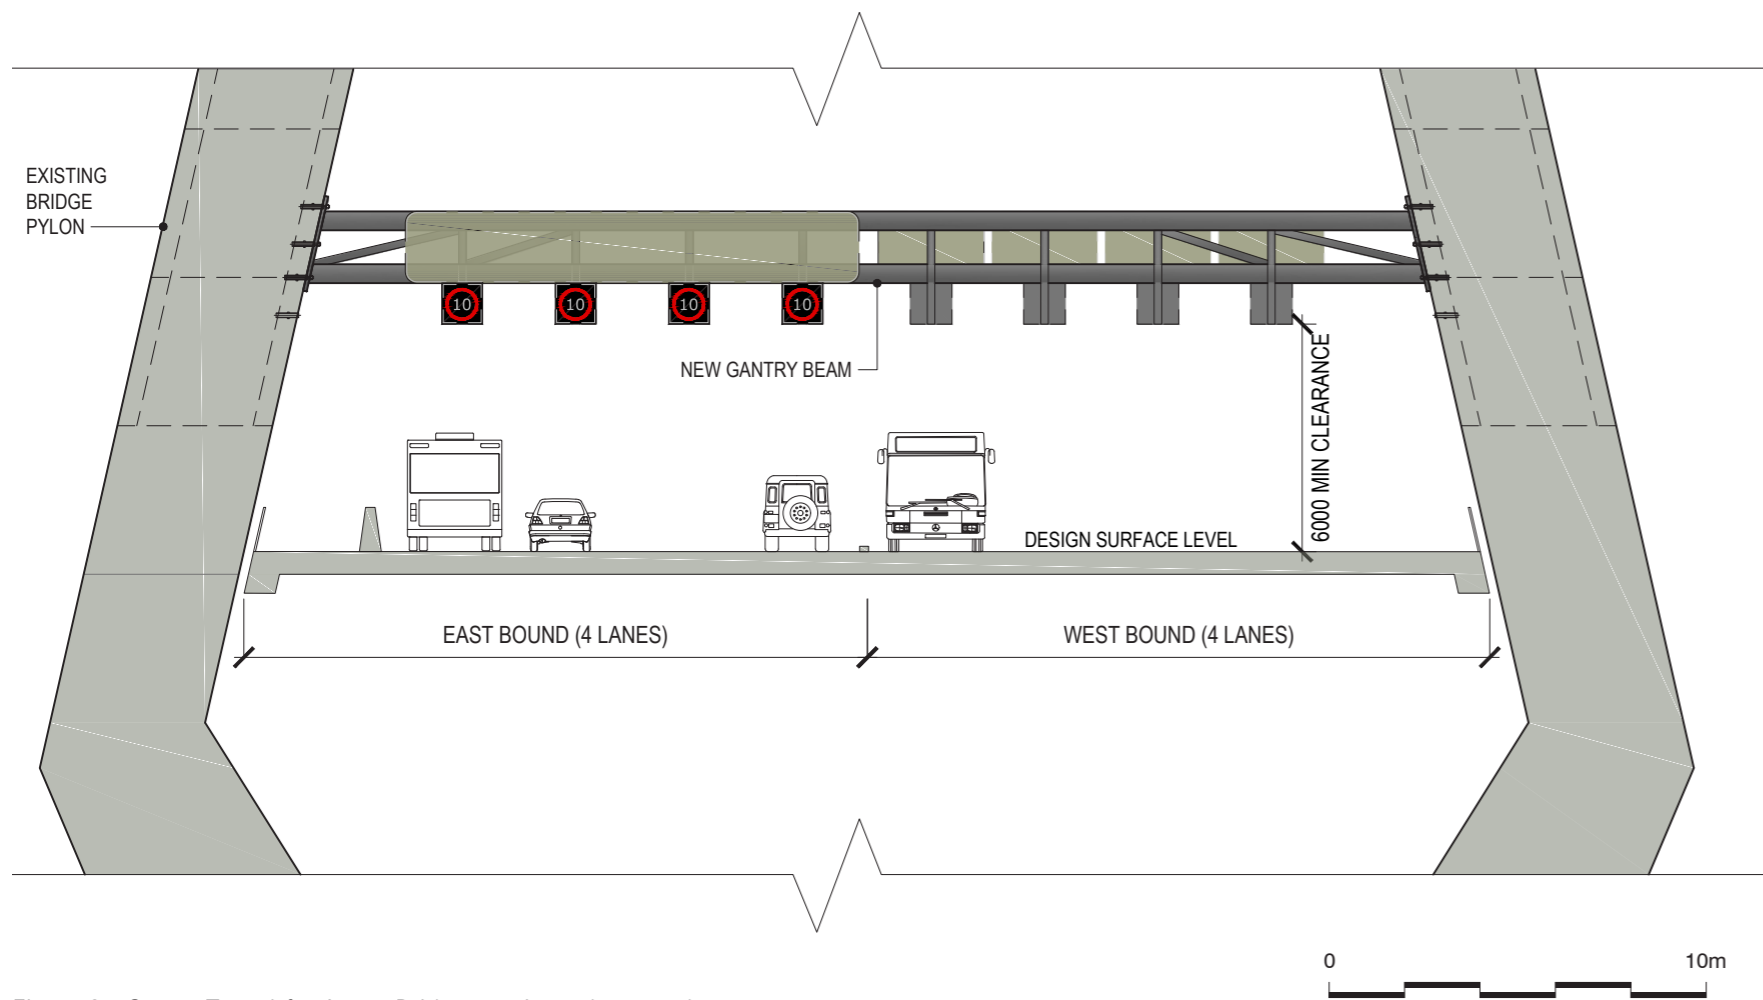 EXISTING
BRIDGE
PYLON
10 10 10 10
NEW GANTRY BEAM
6000 MIN CLEARANCE
DESIGN SURFACE LEVEL
EAST BOUND (4 LANES)
WEST BOUND (4 LANES)
0 10m